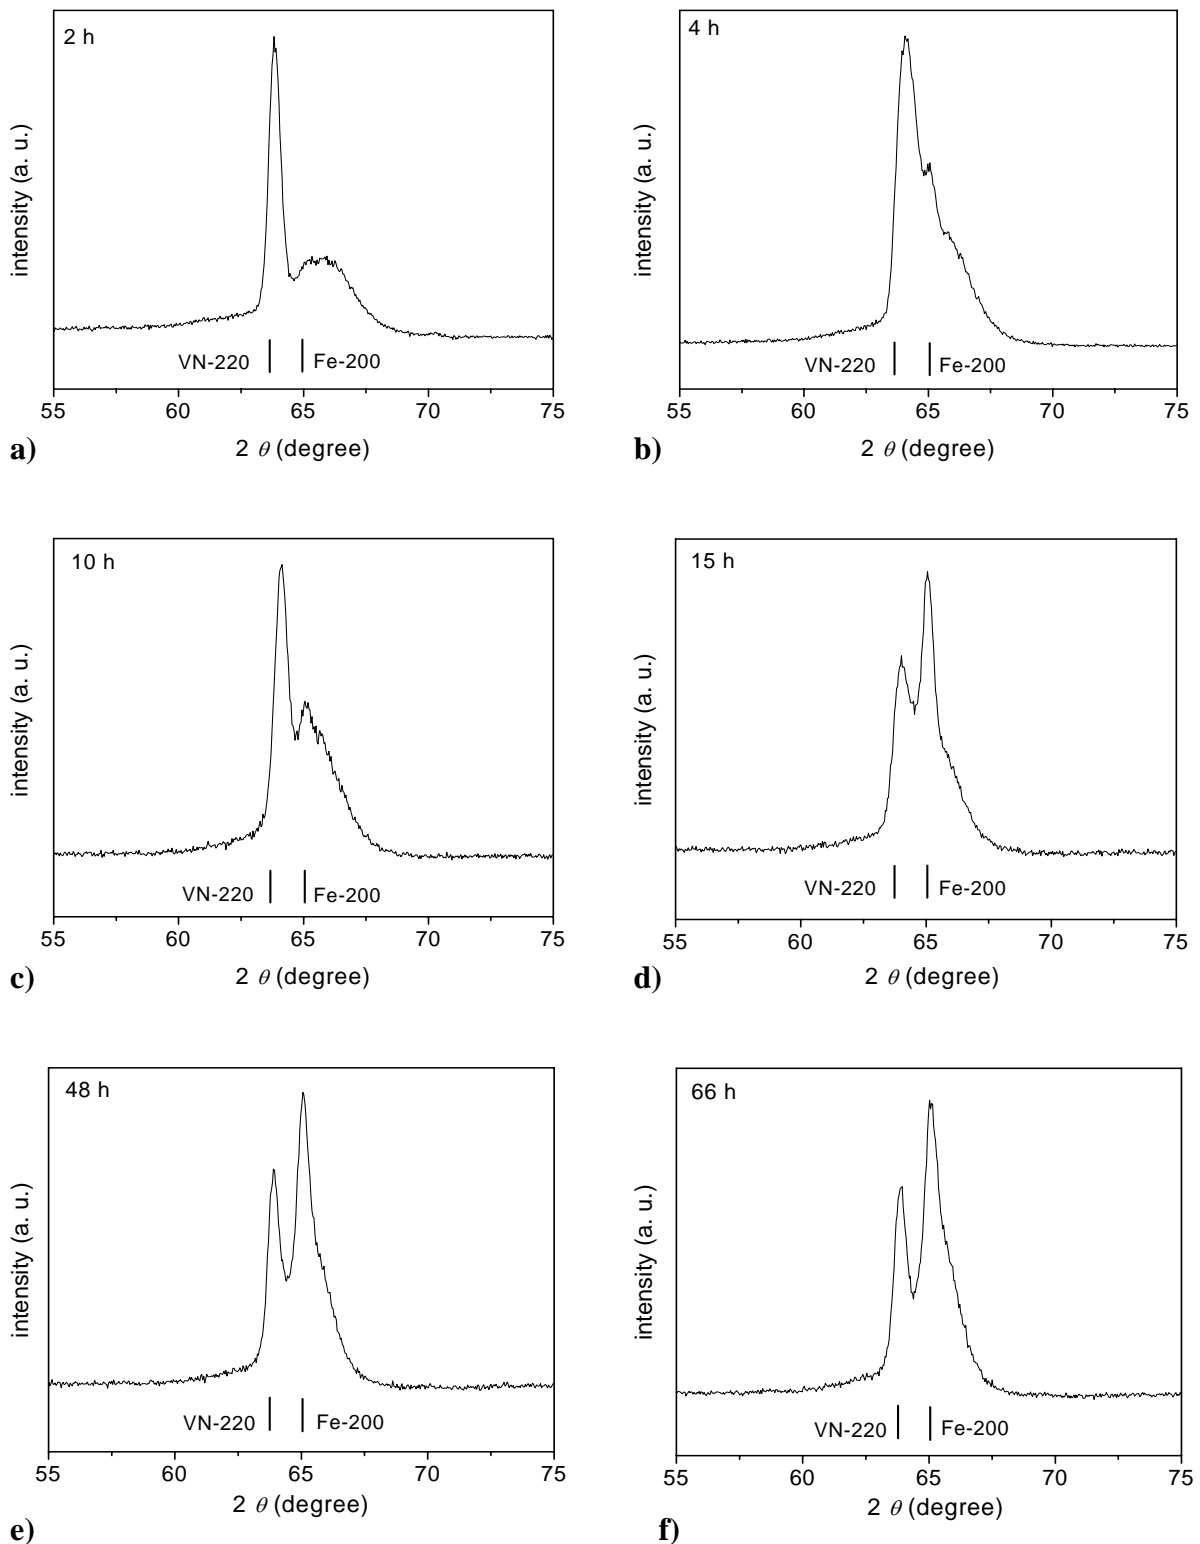 2 h
intensity (a. u.)
VN-220
Fe-200
55 60 65 70 75
2 θ (degree)
a)
4 h
intensity (a. u.)
VN-220
Fe-200
55 60 65 70 75
2 θ (degree)
b)
10 h
intensity (a. u.)
VN-220
Fe-200
55 60 65 70 75
2 θ (degree)
c)
15 h
intensity (a. u.)
VN-220
Fe-200
55 60 65 70 75
2 θ (degree)
d)
48 h
intensity (a. u.)
VN-220
Fe-200
55 60 65 70 75
2 θ (degree)
e)
66 h
intensity (a. u.)
VN-220
Fe-200
55 60 65 70 75
2 θ (degree)
f)